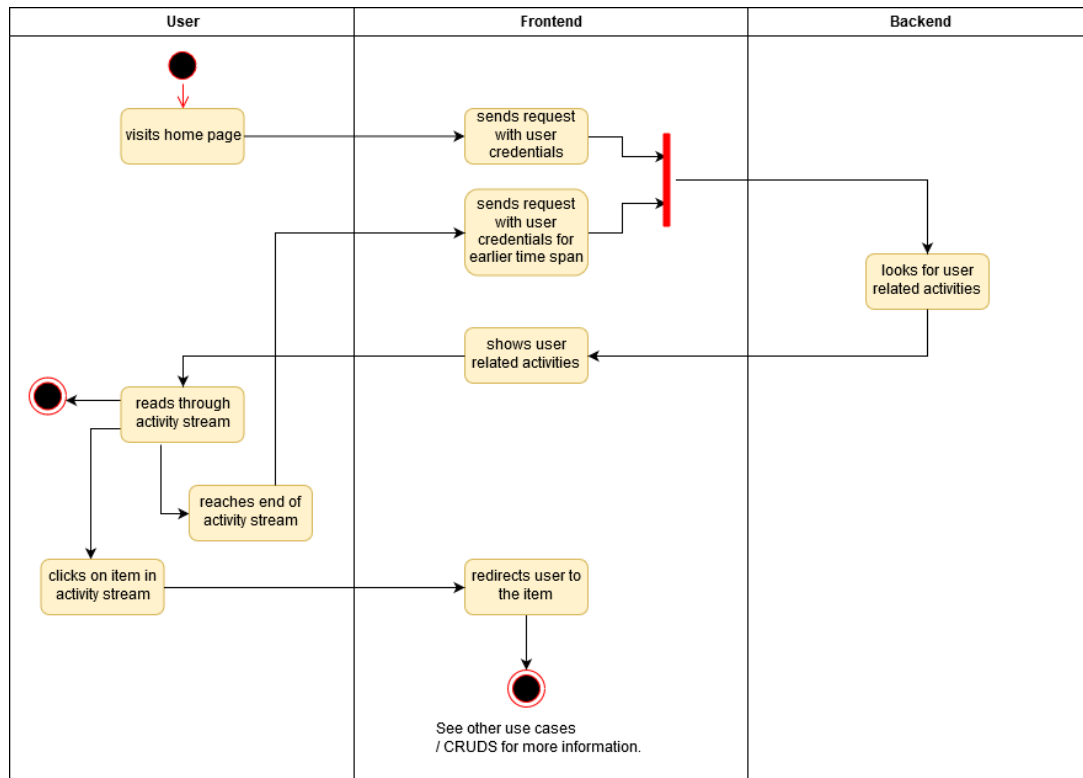 User
Frontend
Backend
visits home page
sends request
with user
credentials
sends request
with user
credentials for
earlier time span
looks for user
related activities
shows user
related activities
reads through
activity stream
reaches end of
activity stream
clicks on item in
activity stream
redirects user to
the item
See other use cases
/ CRUDS for more information.